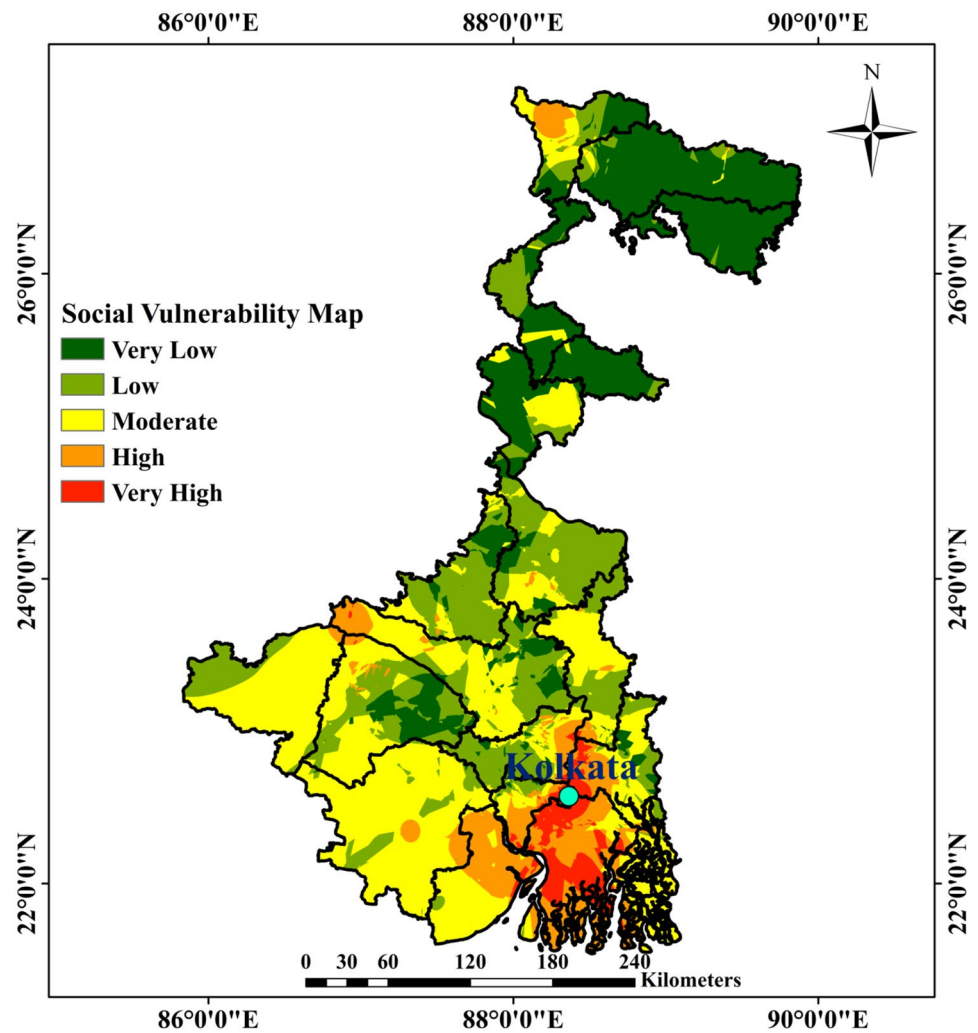 86°0'0"E 88°0'0"E 90°0'0"E
N
26°0'0"N 26°0'0"N
Social Vulnerability Map
Very Low
Low
Moderate
High
Very High
24°0'0"N 24°0'0"N
Kolkata
22°0'0"N 22°0'0"N
0 30 60 120 180 240
Kilometers
86°0'0"E 88°0'0"E 90°0'0"E